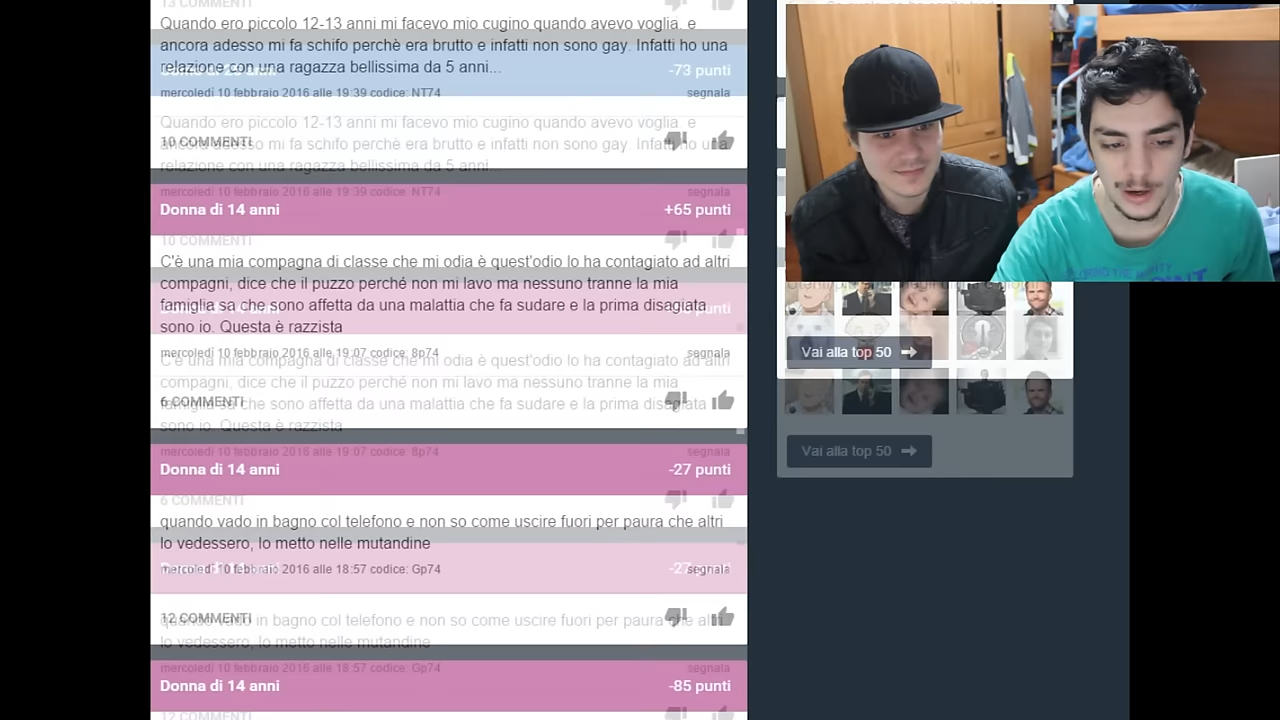 13 COMMENTI
Quando ero piccolo 12-13 anni mi facevo mio cugino quando avevo voglia, e
ancora adesso mi fa schifo perchè era brutto e infatti non sono gay. Infatti ho una
relazione con una ragazza bellissima da 5 anni...
-73 punti
mercoledì 10 febbraio 2016 alle 19:39 codice: NT74
segnala
10 COMMENTI
Donna di 14 anni
+65 punti
C'è una mia compagna di classe che mi odia è quest'odio lo ha contagiato ad altri
compagni, dice che il puzzo perché non mi lavo ma nessuno tranne la mia
famiglia sa che sono affetta da una malattia che fa sudare e la prima disagiata
sono io. Questa è razzista
mercoledì 10 febbraio 2016 alle 19:07 codice: 8p74
segnala
6 COMMENTI
Donna di 14 anni
-27 punti
quando vado in bagno col telefono e non so come uscire fuori per paura che altri
lo vedessero, lo metto nelle mutandine
mercoledì 10 febbraio 2016 alle 18:57 codice: Gp74
segnala
12 COMMENTI
Donna di 14 anni
-85 punti
Vai alla top 50
Vai alla top 50